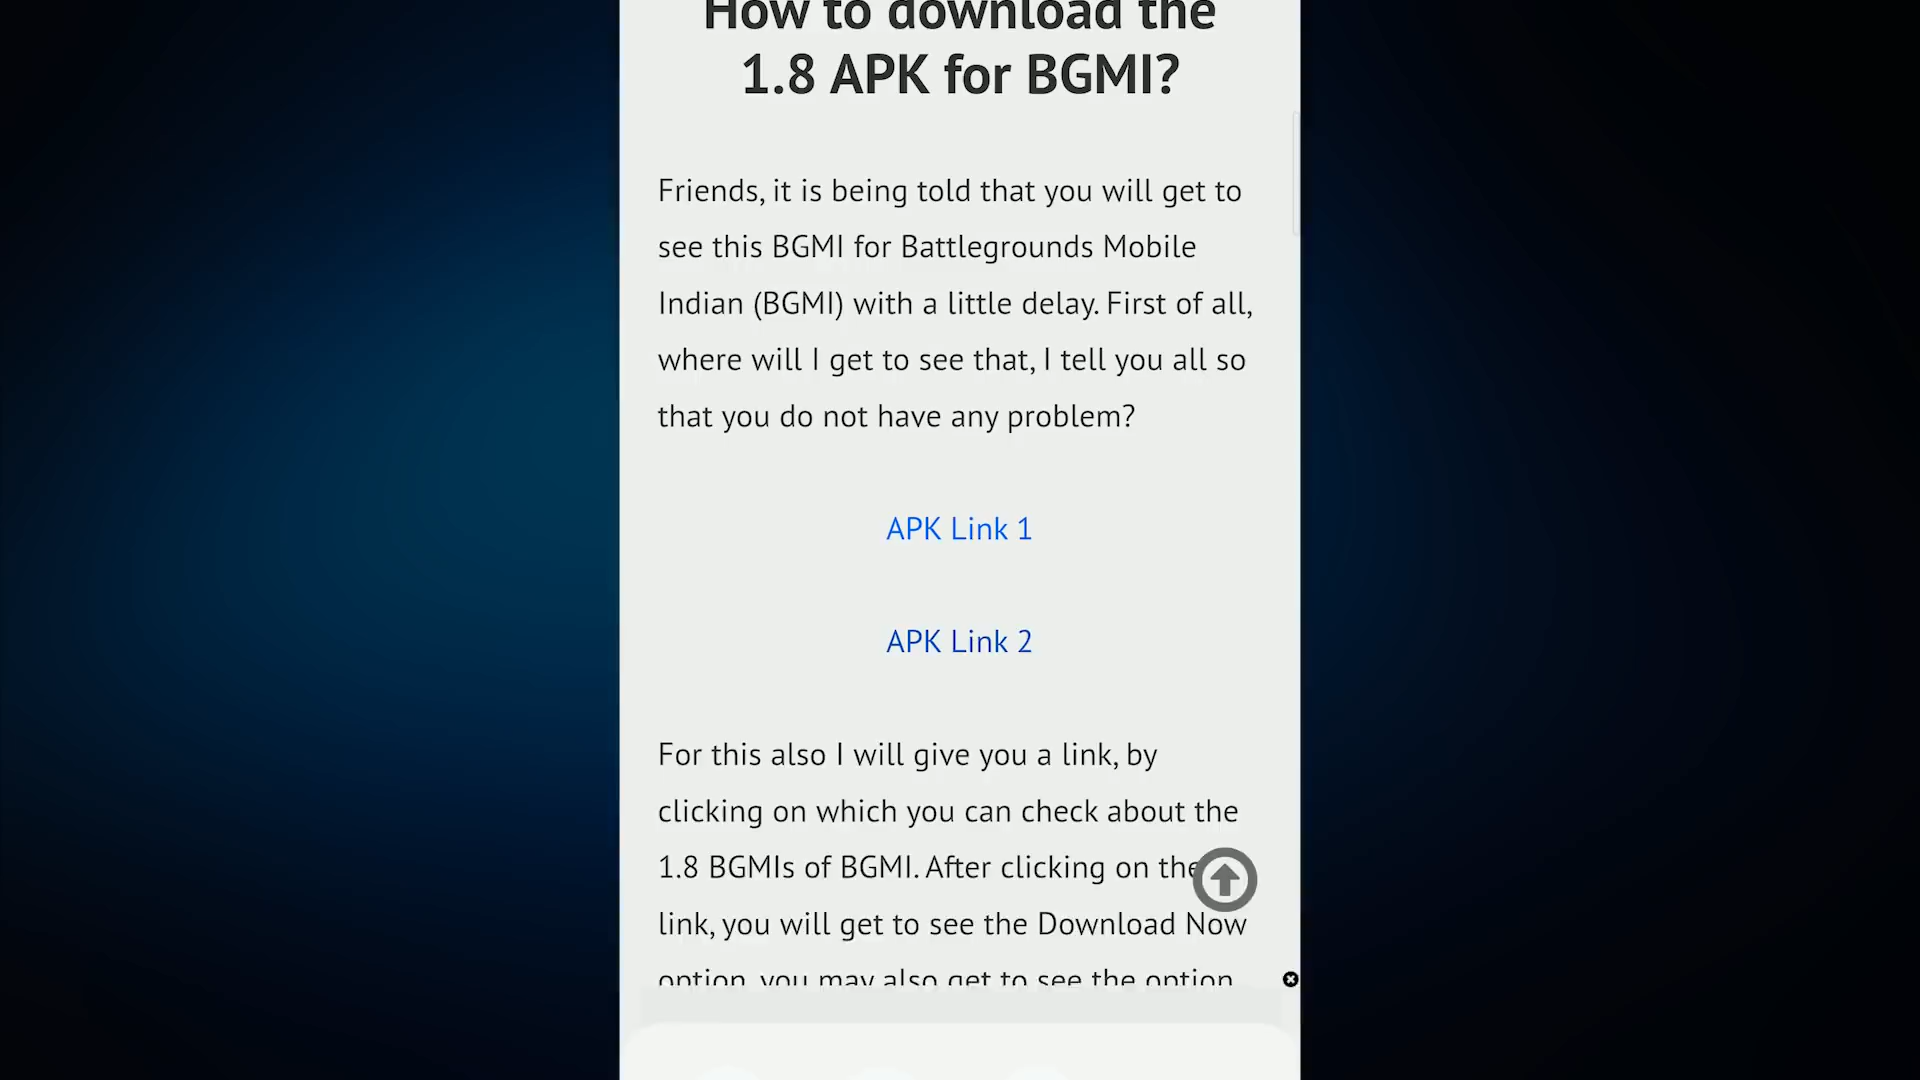 How to download the
1.8 APK for BGMI?
Friends, it is being told that you will get to
see this BGMI for Battlegrounds Mobile
Indian (BGMI) with a little delay. First of all,
where will I get to see that, I tell you all so
that you do not have any problem?
APK Link 1
APK Link 2
For this also I will give you a link, by
clicking on which you can check about the
1.8 BGMIs of BGMI. After clicking on the
link, you will get to see the Download Now
option, you may also get to see the option